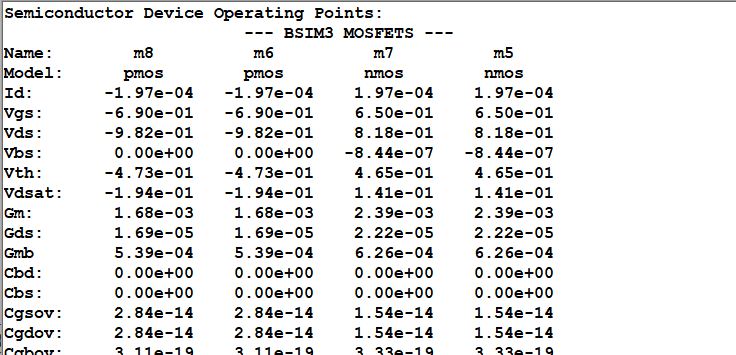 Semiconductor Device Operating Points:
--- BSIM3 MOSFETS ---
Name: m8 m6 m7 m5
Model: pmos pmos nmos nmos
Id: -1.97e-04 -1.97e-04 1.97e-04 1.97e-04
Vgs: -6.90e-01 -6.90e-01 6.50e-01 6.50e-01
Vds: -9.82e-01 -9.82e-01 8.18e-01 8.18e-01
Vbs: 0.00e+00 0.00e+00 -8.44e-07 -8.44e-07
Vth: -4.73e-01 -4.73e-01 4.65e-01 4.65e-01
Vdsat: -1.94e-01 -1.94e-01 1.41e-01 1.41e-01
Gm: 1.68e-03 1.68e-03 2.39e-03 2.39e-03
Gds: 1.69e-05 1.69e-05 2.22e-05 2.22e-05
Gmb 5.39e-04 5.39e-04 6.26e-04 6.26e-04
Cbd: 0.00e+00 0.00e+00 0.00e+00 0.00e+00
Cbs: 0.00e+00 0.00e+00 0.00e+00 0.00e+00
Cgsov: 2.84e-14 2.84e-14 1.54e-14 1.54e-14
Cgdov: 2.84e-14 2.84e-14 1.54e-14 1.54e-14
Cgbov: 3.11e-19 3.11e-19 3.33e-19 3.33e-19